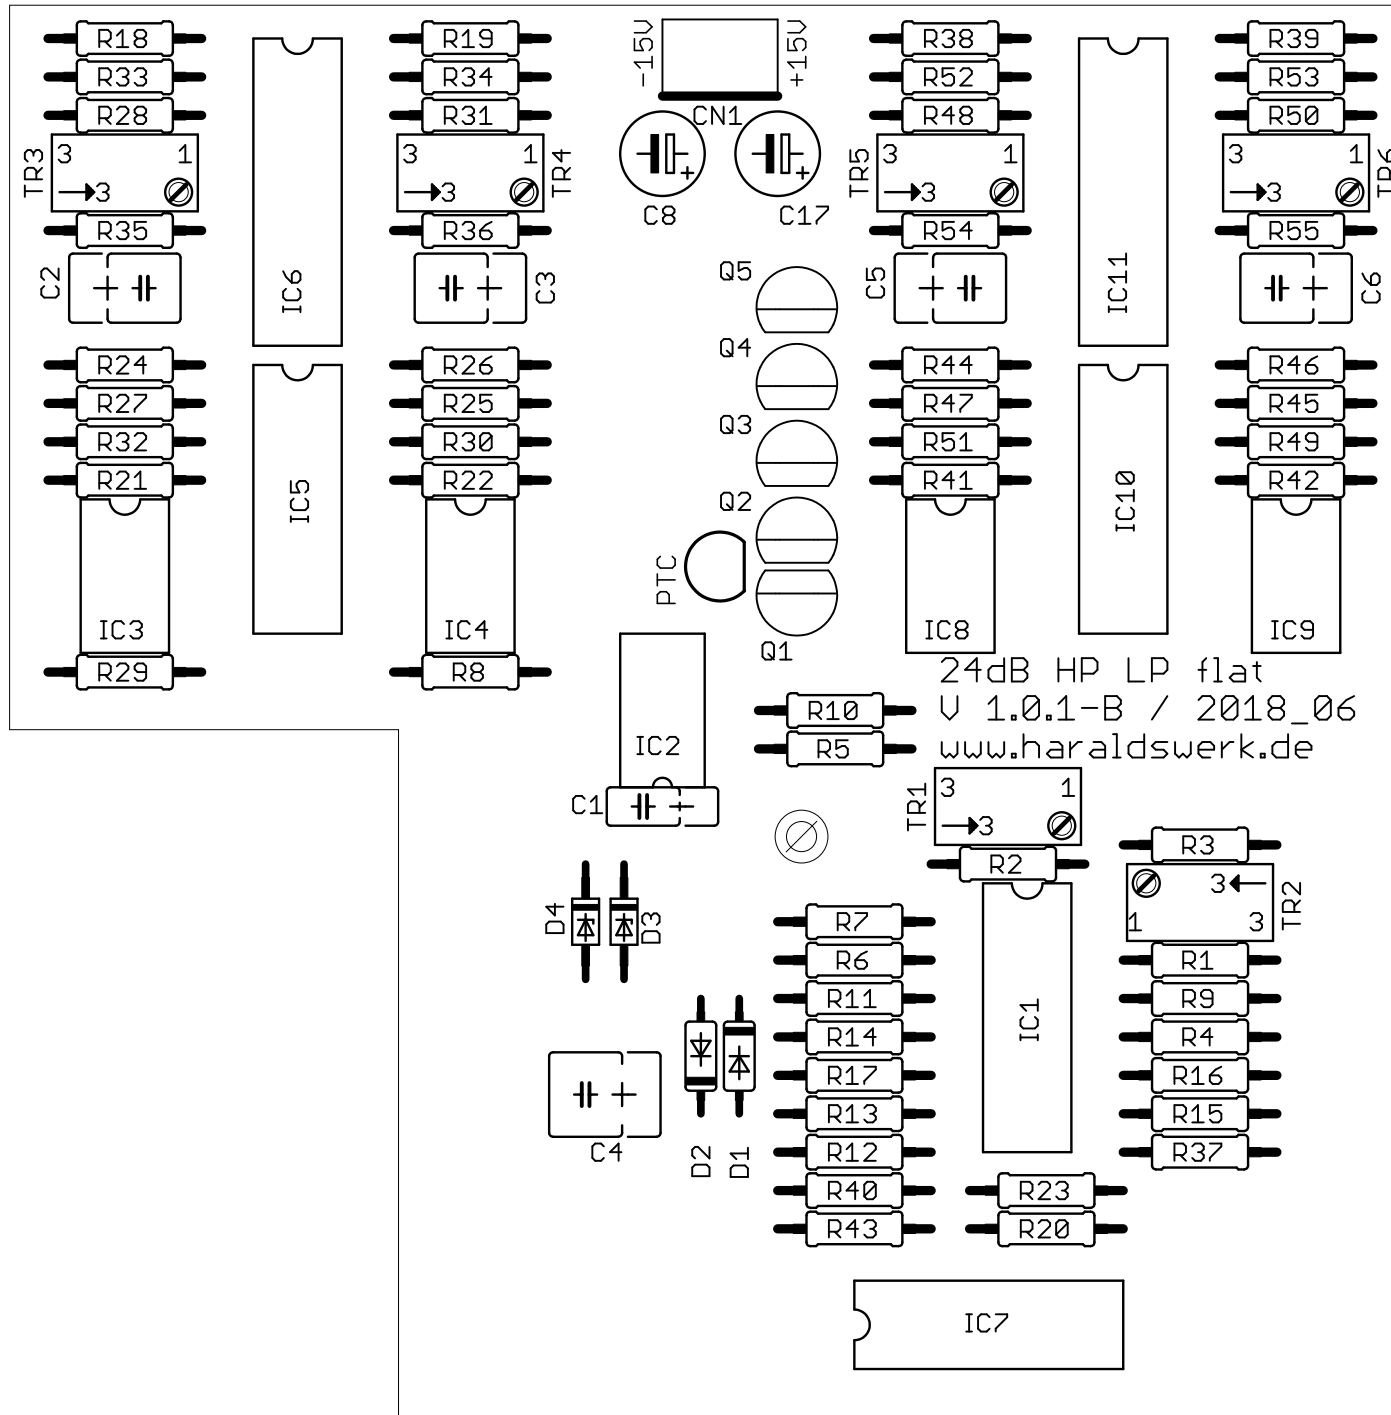 R18
R33
R28
TR3
3 1
3
R35
C2
IC6
R19
R34
R31
3 1
3
TR4
R36
C3
-15V
+15V
CN1
+
C8
+
C17
R38
R52
R48
TR5
3 1
3
R54
C5
IC11
R39
R53
R50
3 1
3
TR6
R55
C6
R24
R27
R32
R21
IC3
R29
IC5
R26
R25
R30
R22
IC4
R8
Q5
Q4
Q3
Q2
PTC
Q1
R44
R47
R51
R41
IC8
IC10
R46
R45
R49
R42
IC9
24dB HP LP flat
V 1.0.1-B / 2018_06
www.haraldswerk.de
IC2
C1
R10
R5
TR1
3 1
3
R2
R3
3
1 3
TR2
D4
D3
R7
R6
R11
R14
R17
R13
R12
R40
R43
IC1
R1
R9
R4
R16
R15
R37
C4
D2
D1
R23
R20
IC7